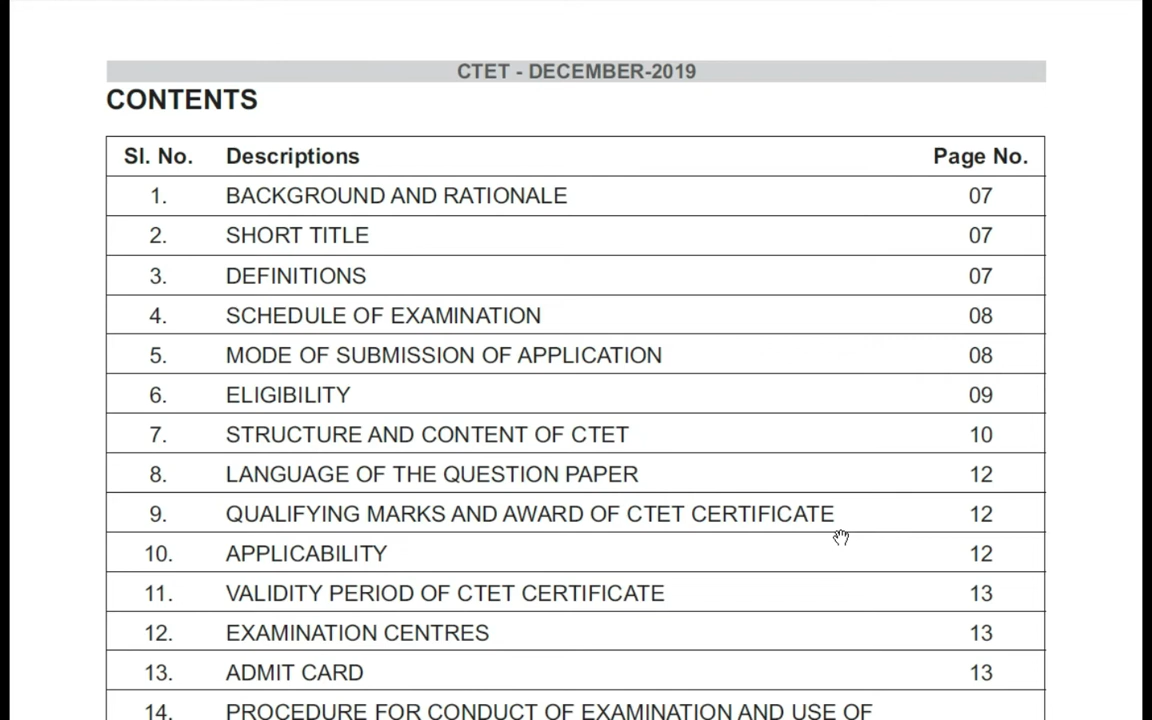 CTET - DECEMBER-2019
CONTENTS
Sl. No. Descriptions Page No.
1. BACKGROUND AND RATIONALE 07
2. SHORT TITLE 07
3. DEFINITIONS 07
4. SCHEDULE OF EXAMINATION 08
5. MODE OF SUBMISSION OF APPLICATION 08
6. ELIGIBILITY 09
7. STRUCTURE AND CONTENT OF CTET 10
8. LANGUAGE OF THE QUESTION PAPER 12
9. QUALIFYING MARKS AND AWARD OF CTET CERTIFICATE 12
10. APPLICABILITY 12
11. VALIDITY PERIOD OF CTET CERTIFICATE 13
12. EXAMINATION CENTRES 13
13. ADMIT CARD 13
14. PROCEDURE FOR CONDUCT OF EXAMINATION AND USE OF